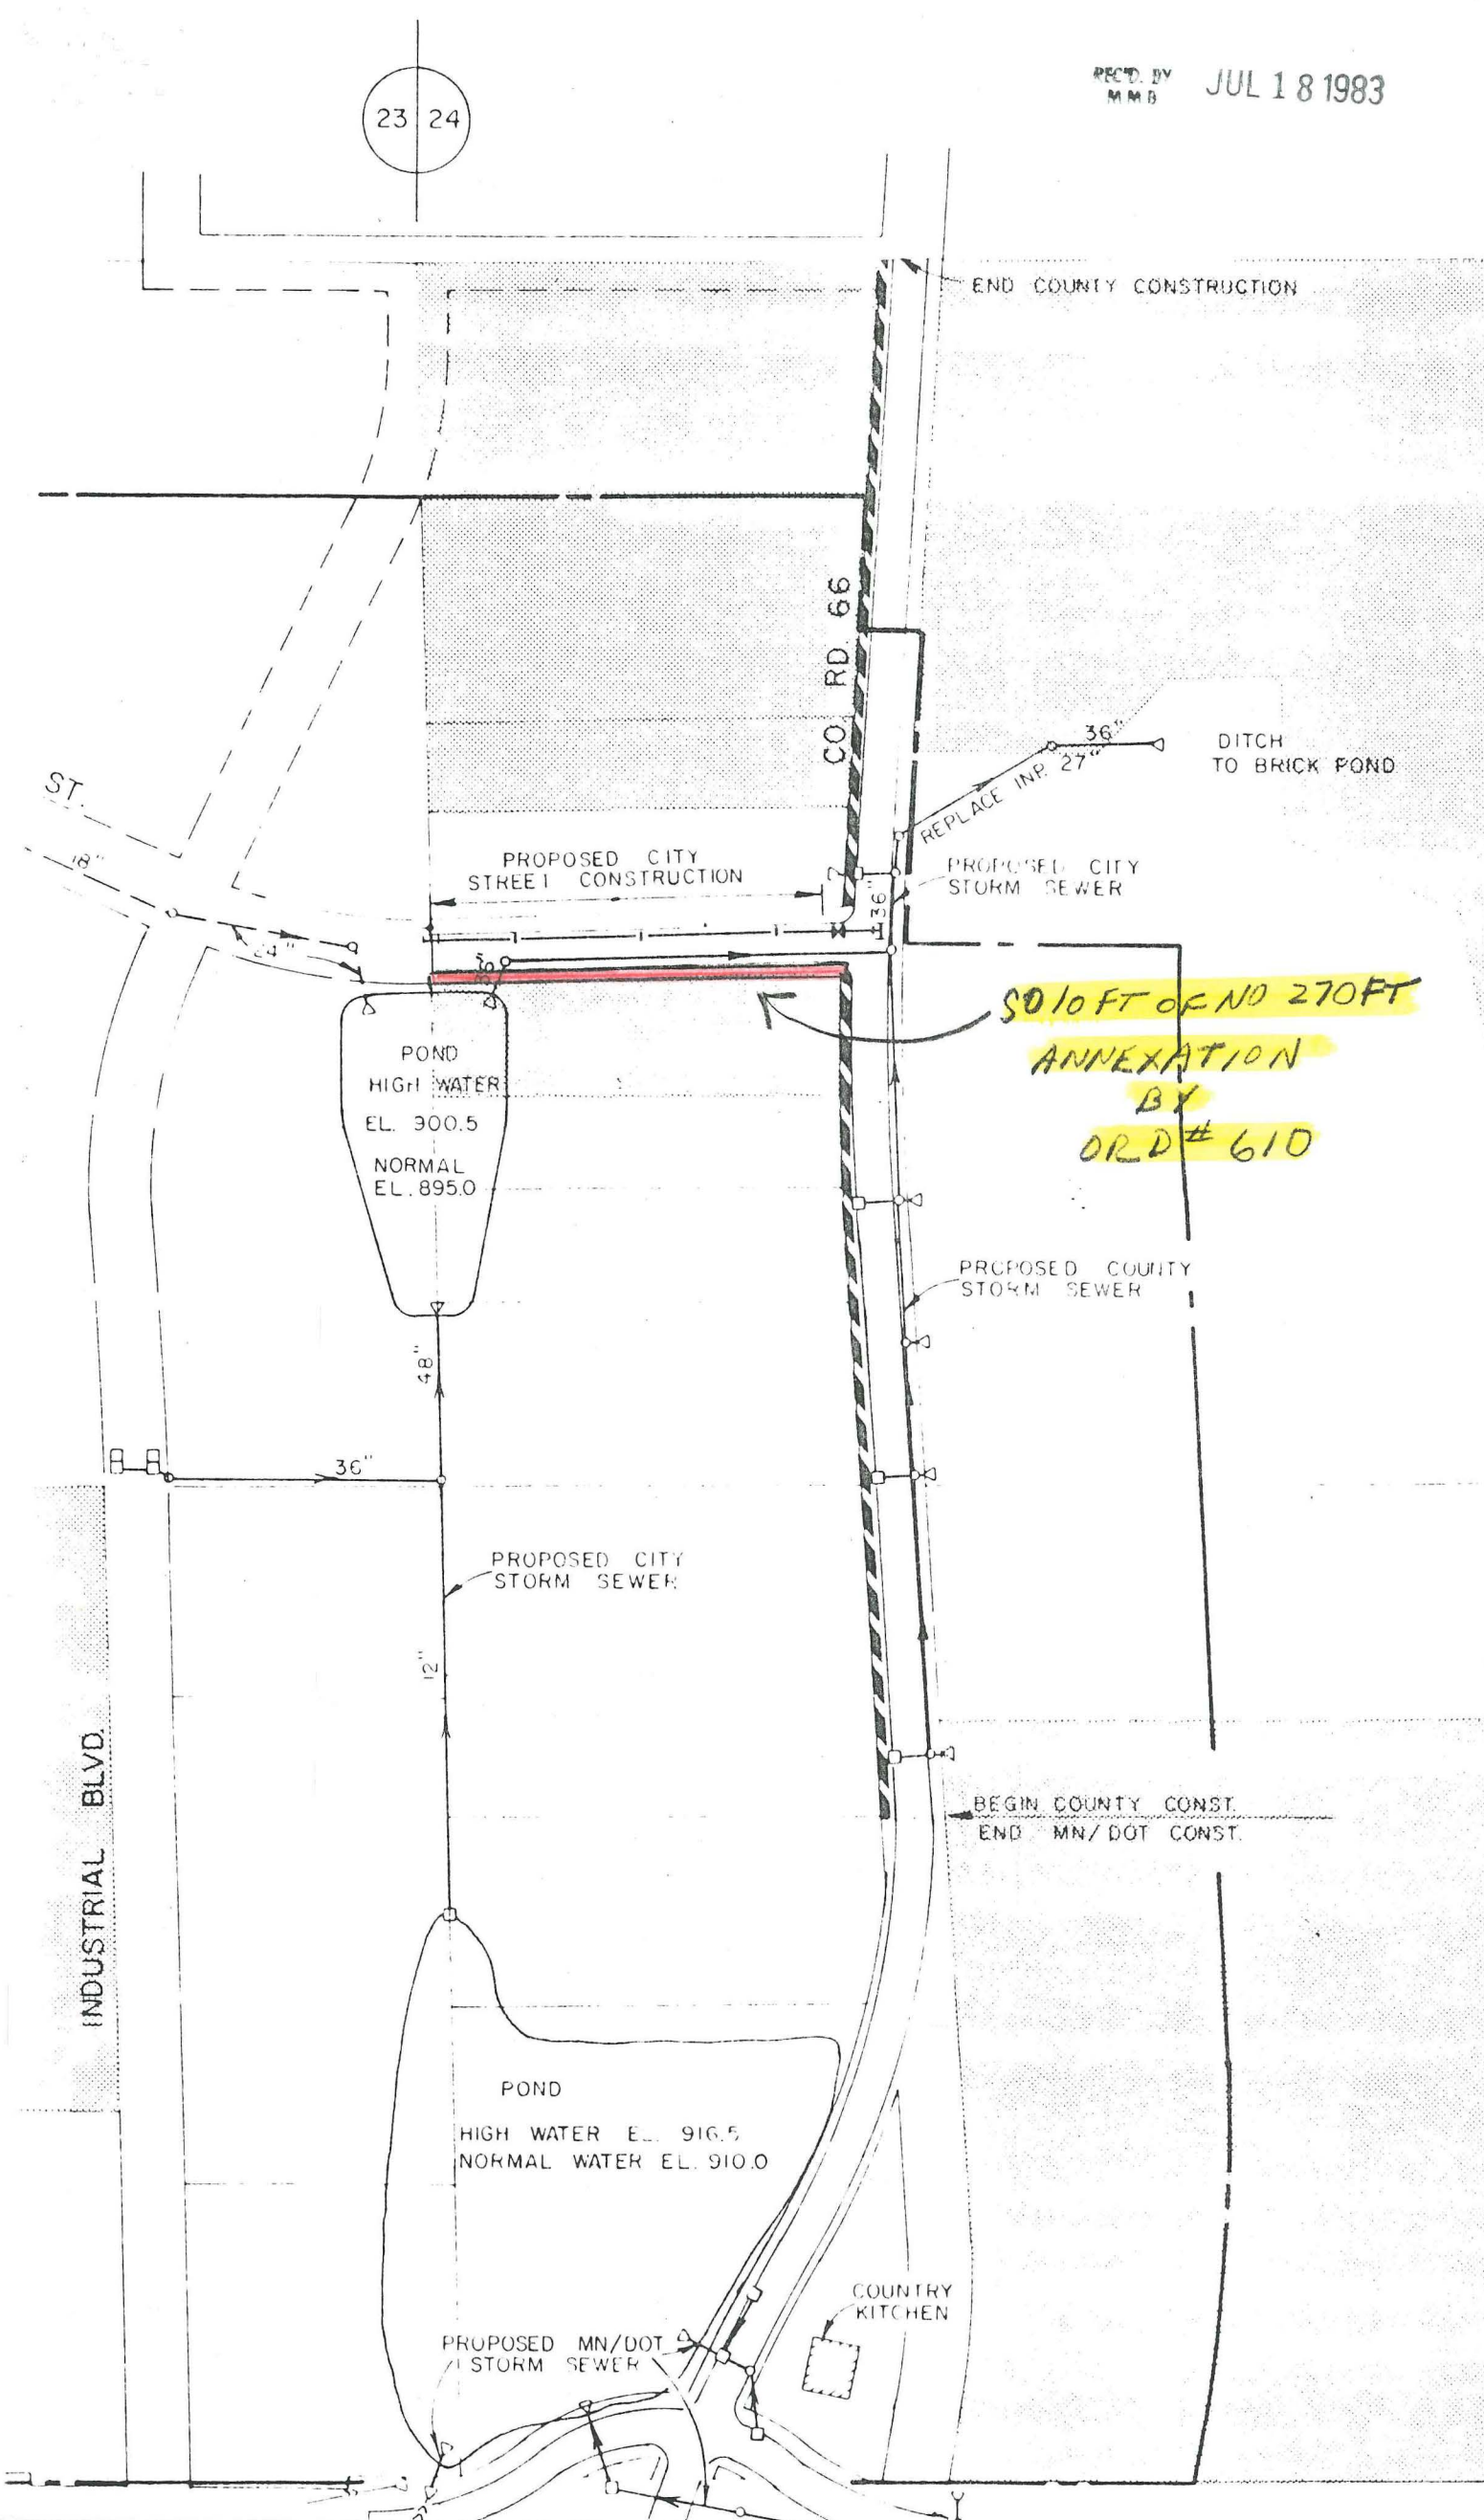 REC'D. BY
MMB
JUL 18 1983
23 24
END COUNTY CONSTRUCTION
CO. RD. 66
36"
DITCH
TO BRICK POND
REPLACE INP. 27"
ST.
18"
24"
PROPOSED CITY
STREET CONSTRUCTION
PROPOSED CITY
STORM SEWER
36"
SO 10 FT OF NO 270 FT
ANNEXATION
BY
ORD # 610
POND
HIGH WATER
EL. 900.5
NORMAL
EL. 895.0
PROPOSED COUNTY
STORM SEWER
48"
36"
PROPOSED CITY
STORM SEWER
12"
INDUSTRIAL BLVD.
BEGIN COUNTY CONST.
END MN/DOT CONST.
POND
HIGH WATER EL. 916.5
NORMAL WATER EL. 910.0
COUNTRY
KITCHEN
PROPOSED MN/DOT
STORM SEWER